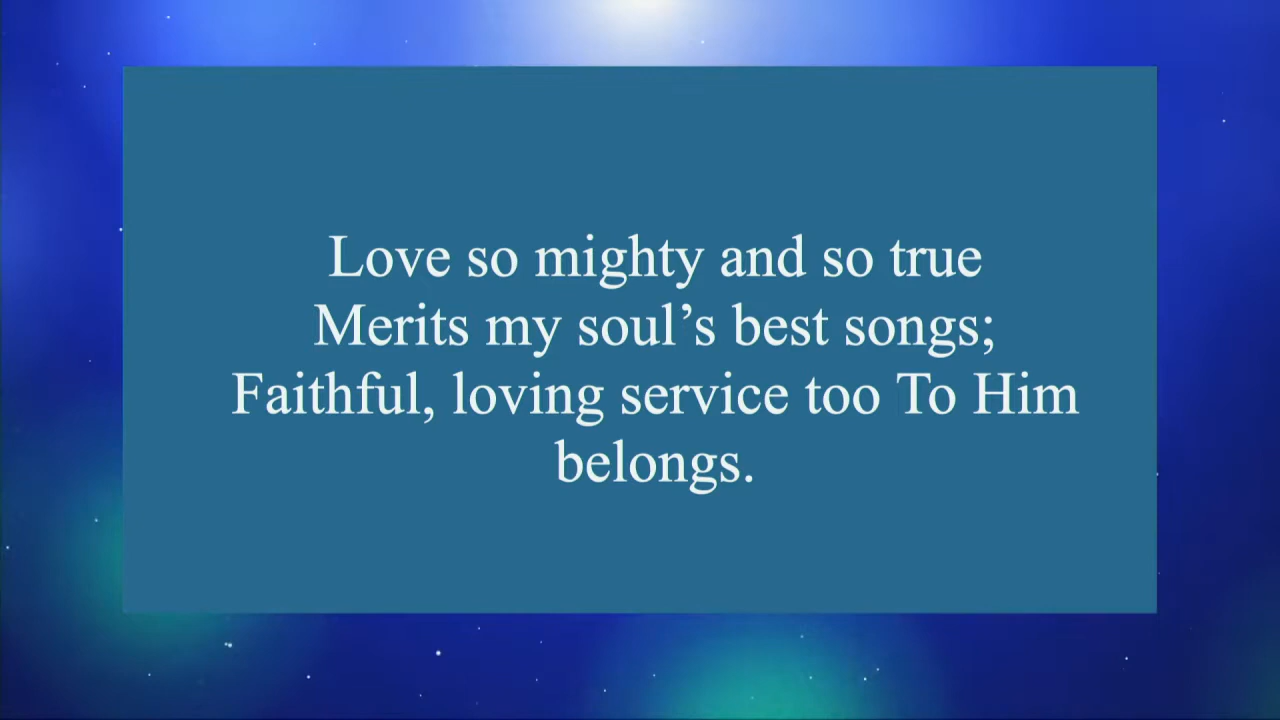 Love so mighty and so true
Merits my soul’s best songs;
Faithful, loving service too To Him
belongs.